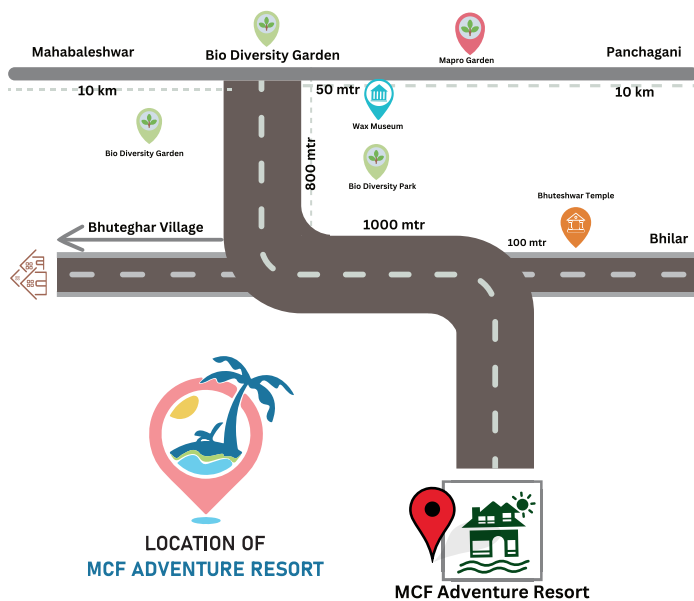 Mahabaleshwar
Bio Diversity Garden
Mapro Garden
Panchagani
10 km
50 mtr
10 km
Wax Museum
Bio Diversity Garden
800 mtr
Bio Diversity Park
Bhuteshwar Temple
Bhuteghar Village
1000 mtr
100 mtr
Bhilar
LOCATION OF
MCF ADVENTURE RESORT
MCF Adventure Resort